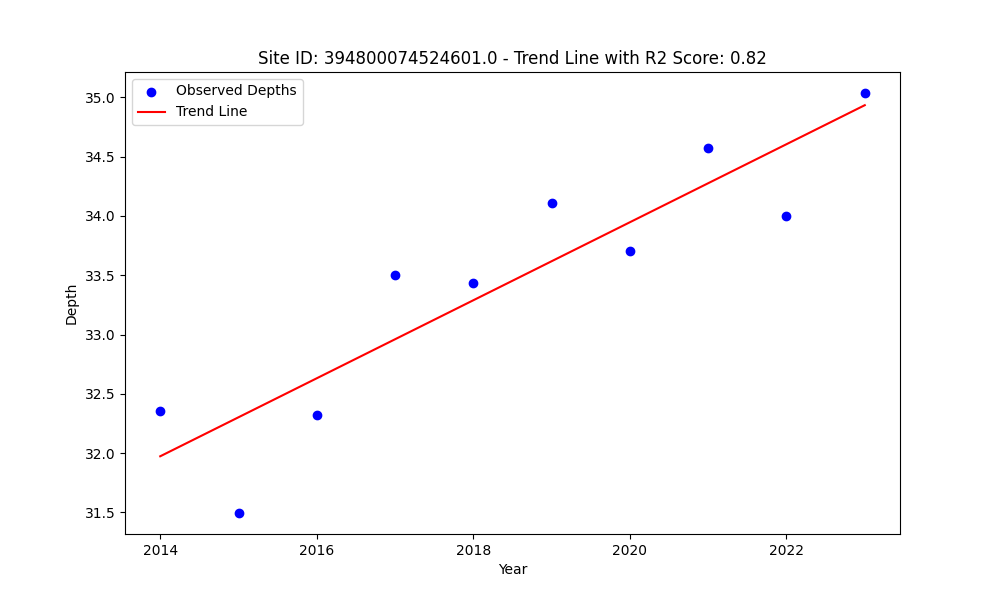 Site ID: 394800074524601.0 - Trend Line with R2 Score: 0.82
Observed Depths
Trend Line
35.0
34.5
34.0
33.5
33.0
32.5
32.0
31.5
Depth
2014
2016
2018
2020
2022
Year